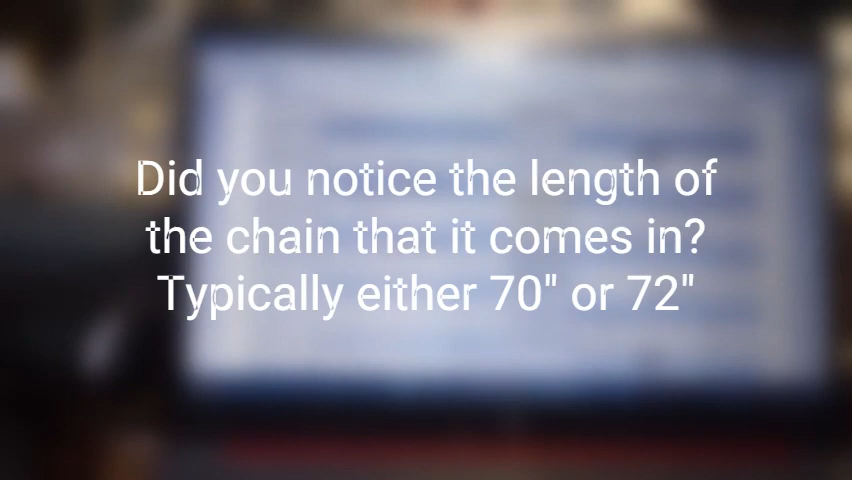 Did you notice the length of
the chain that it comes in?
Typically either 70" or 72"